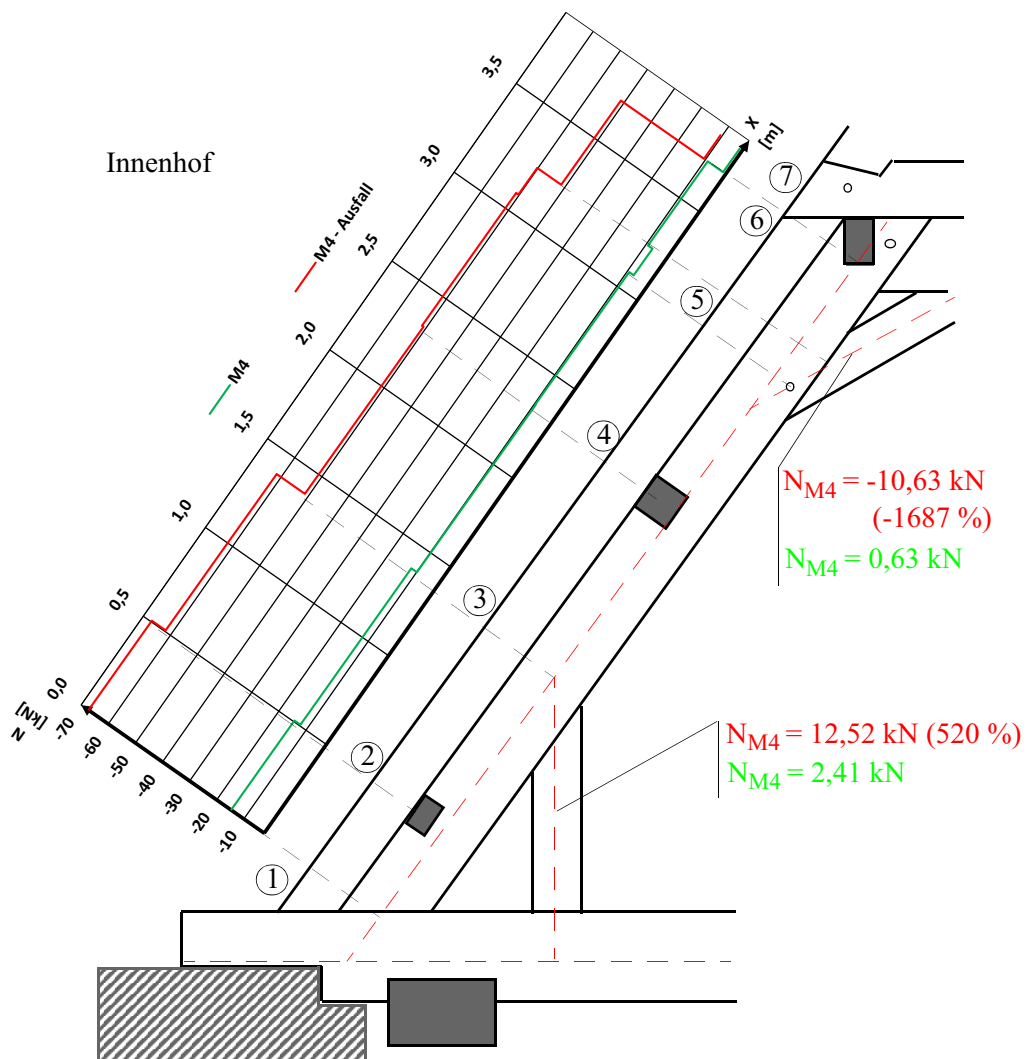 Innenhof
X
[m]
3,5
3,0
2,5
2,0
1,5
1,0
0,5
0,0
M4 - Ausfall
M4
N
[kN]
-70
-60
-50
-40
-30
-20
-10
7
6
5
4
3
2
1
N_M4 = -10,63 kN
(-1687 %)
N_M4 = 0,63 kN
N_M4 = 12,52 kN (520 %)
N_M4 = 2,41 kN